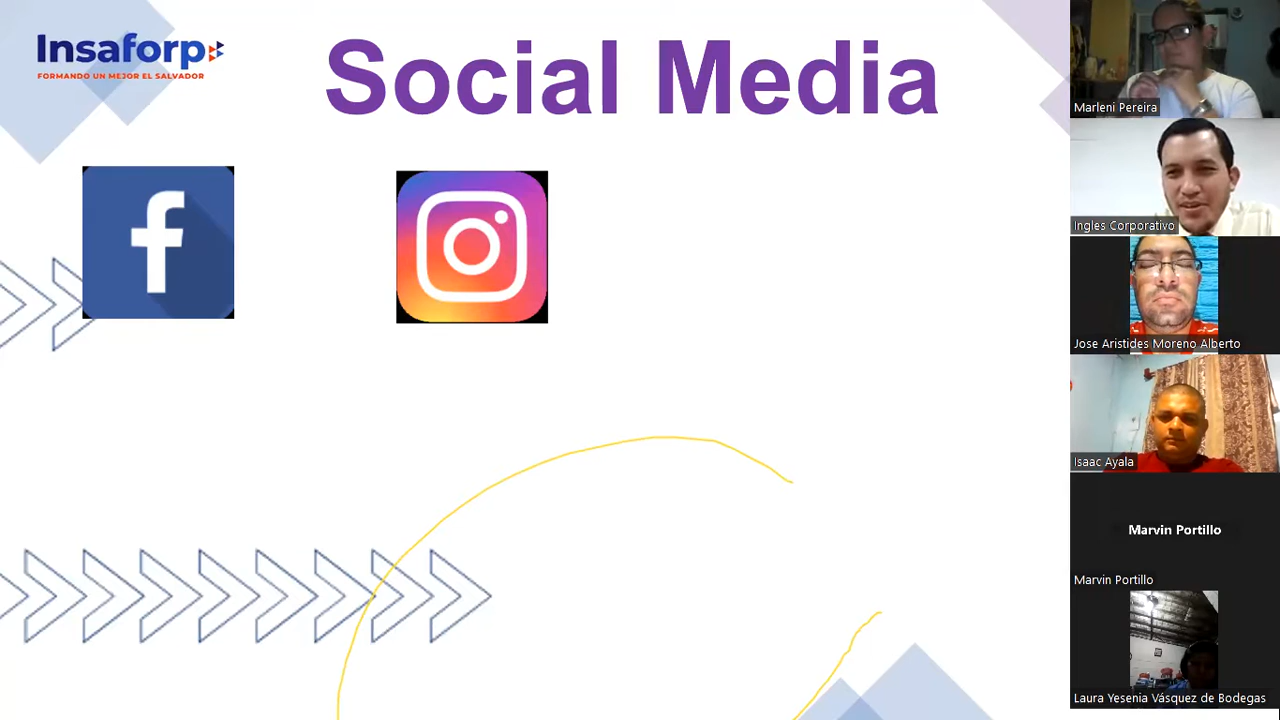 Insaforp
FORMANDO UN MEJOR EL SALVADOR
Social Media
f
Marleni Pereira
Ingles Corporativo
Jose Aristides Moreno Alberto
Isaac Ayala
Marvin Portillo
Marvin Portillo
Laura Yesenia Vásquez de Bodegas